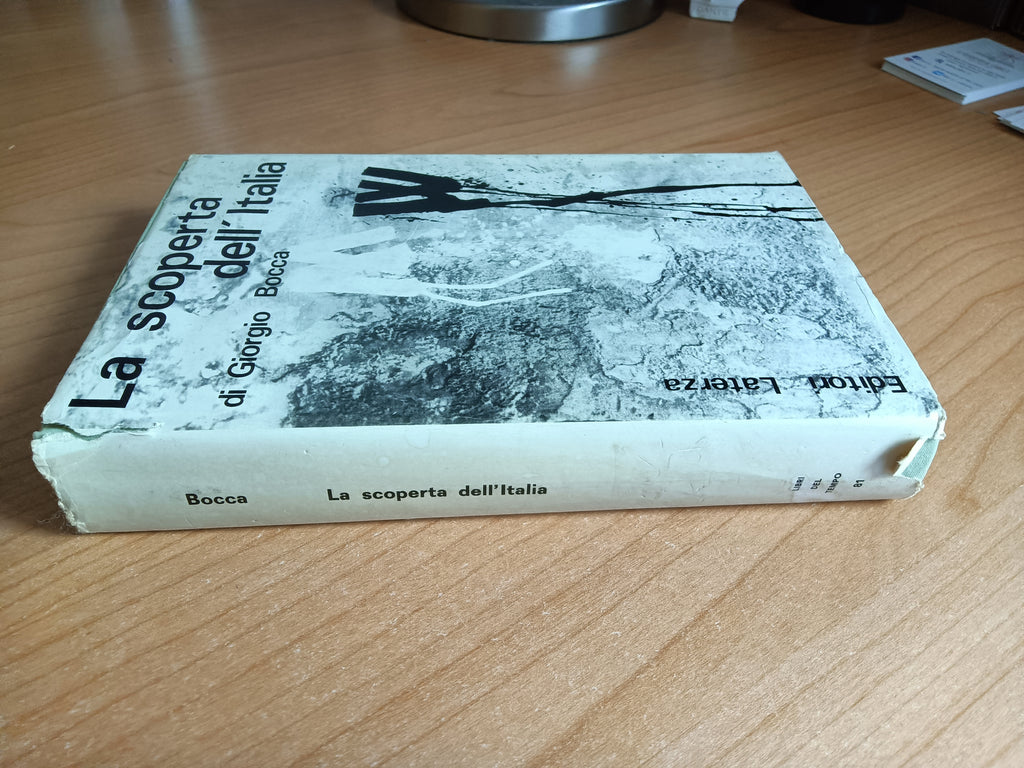 La scoperta
dell'Italia
di Giorgio Bocca
W
Editori Laterza
Bocca
La scoperta dell'Italia
LIBRI
DEL
TEMPO
81